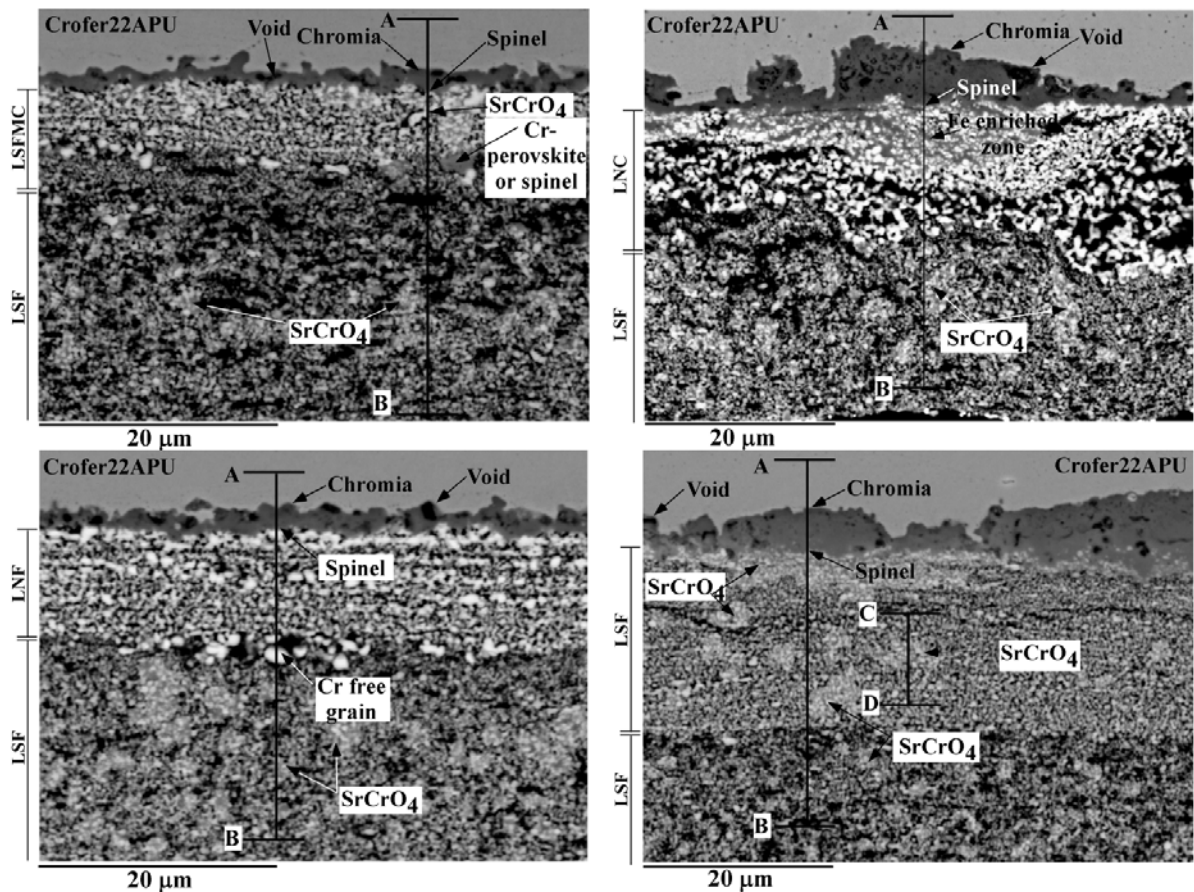 Crofer22APU
A
Void
Chromia
Spinel
SrCrO4
Cr-
perovskite
or spinel
LSFMC
LSF
SrCrO4
B
20 µm
A
Chromia
Void
Spinel
Fe enriched
zone
LNC
LSF
SrCrO4
B
20 µm
Crofer22APU
A
Chromia
Void
Spinel
LNF
Cr free
grain
LSF
SrCrO4
B
20 µm
A
Crofer22APU
Void
Chromia
Spinel
SrCrO4
LSF
C
SrCrO4
D
SrCrO4
LSF
B
20 µm